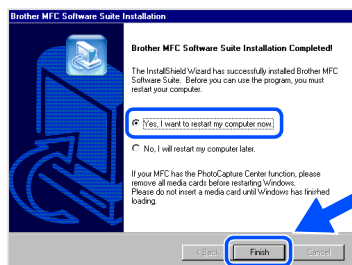 Brother MFC Software Suite Installation
Brother MFC Software Suite Installation Completed!
The InstallShield Wizard has successfully installed Brother MFC
Software Suite. Before you can use the program, you must
restart your computer.
Yes, I want to restart my computer now.
No, I will restart my computer later.
If your MFC has the PhotoCapture Center function, please
remove all media cards before restarting Windows.
Please do not insert a media card until Windows has finished
loading.
< Back
Finish
Cancel